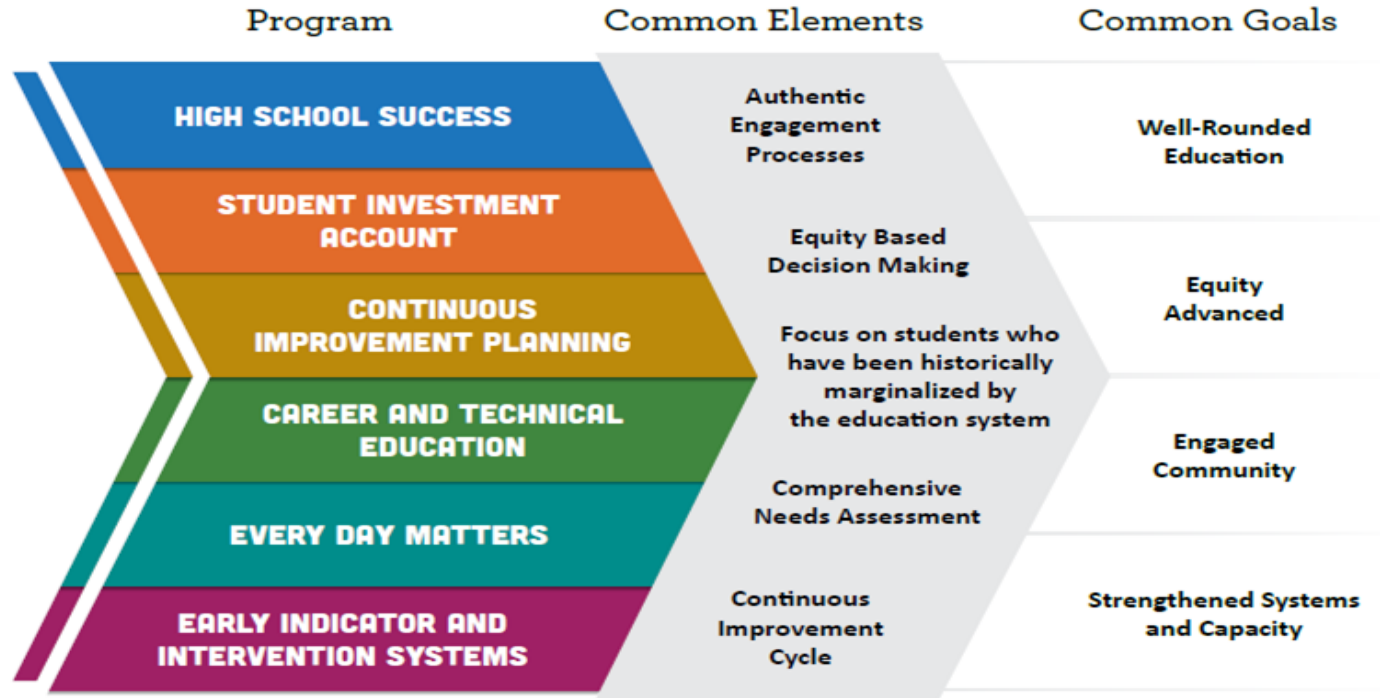 Program
Common Elements
Common Goals
HIGH SCHOOL SUCCESS
STUDENT INVESTMENT
ACCOUNT
CONTINUOUS
IMPROVEMENT PLANNING
CAREER AND TECHNICAL
EDUCATION
EVERY DAY MATTERS
EARLY INDICATOR AND
INTERVENTION SYSTEMS
Authentic
Engagement
Processes
Equity Based
Decision Making
Focus on students who
have been historically
marginalized by
the education system
Comprehensive
Needs Assessment
Continuous
Improvement
Cycle
Well-Rounded
Education
Equity
Advanced
Engaged
Community
Strengthened Systems
and Capacity